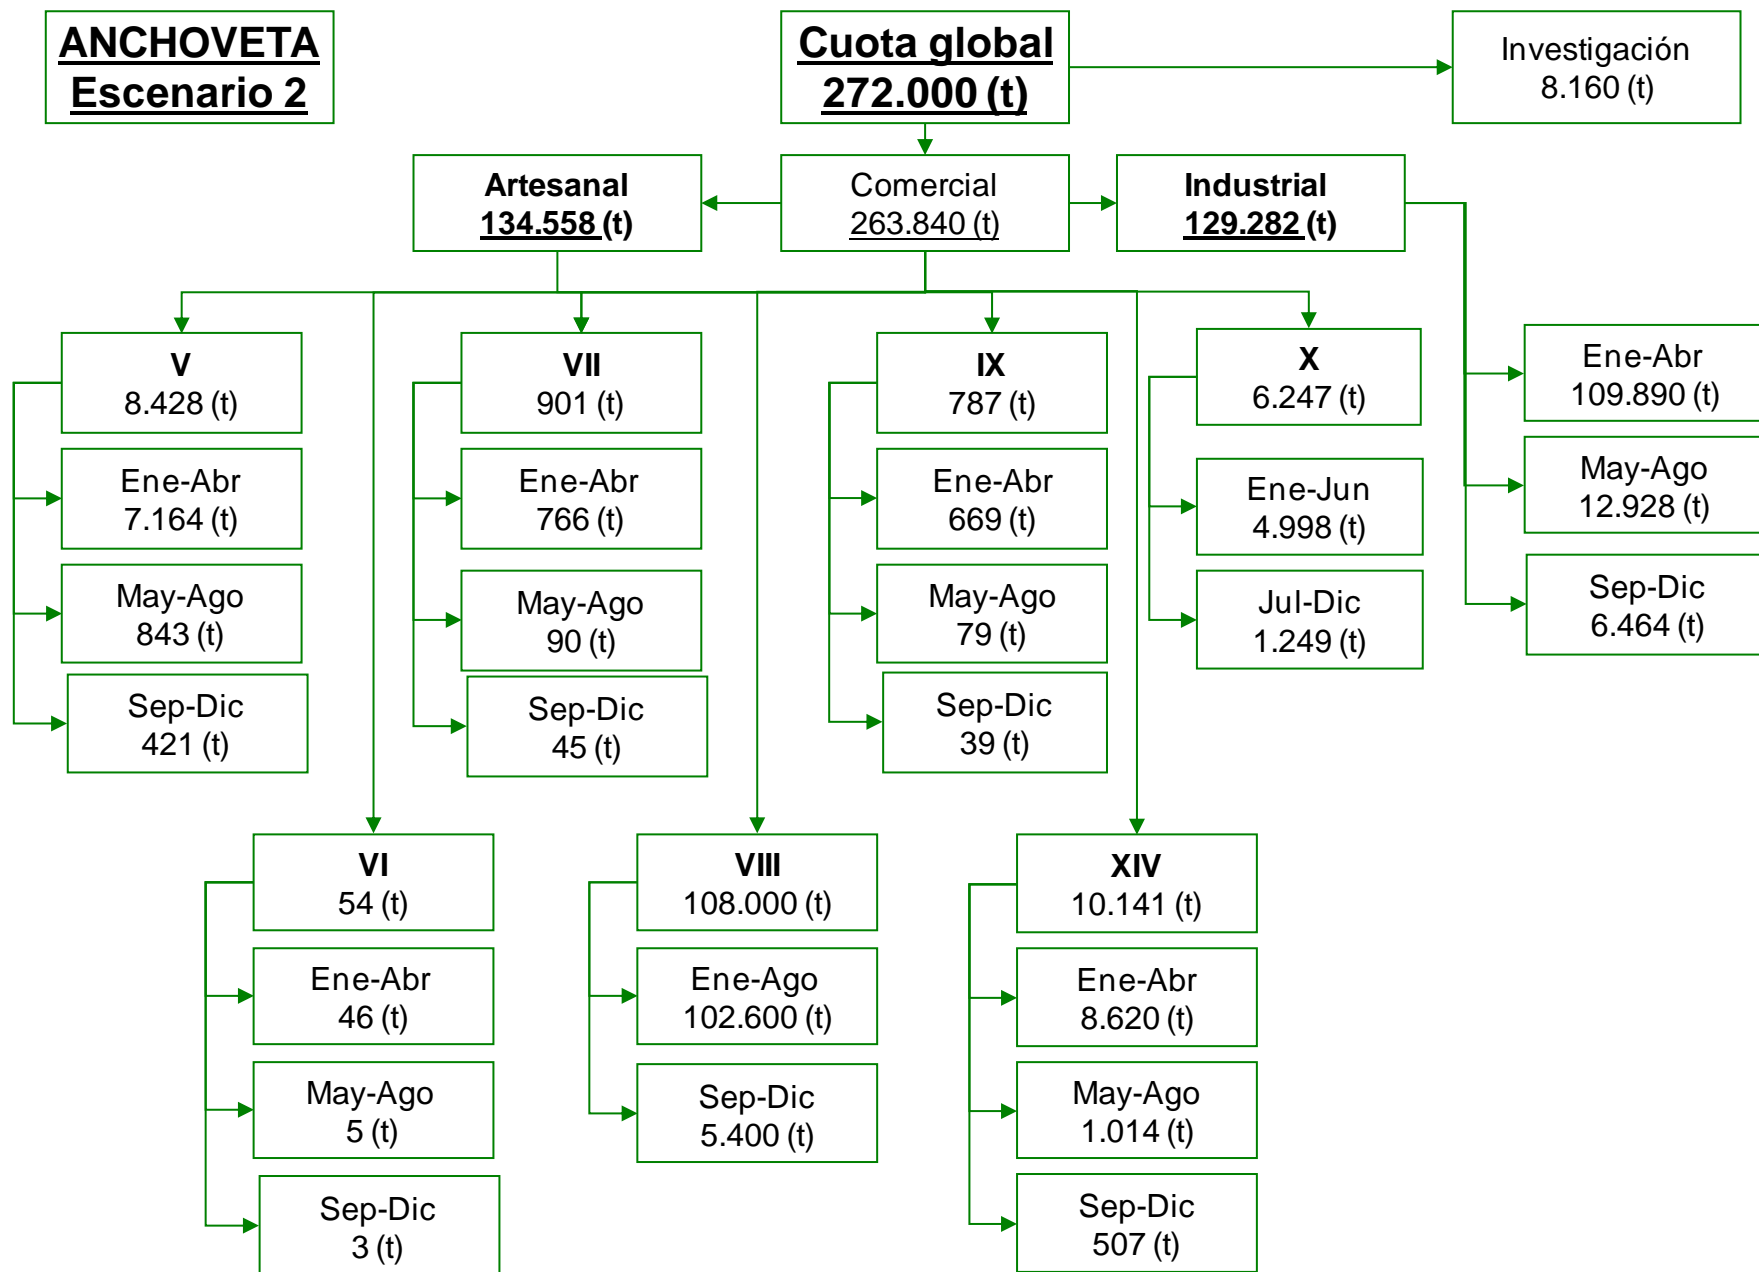 ANCHOVETA
Escenario 2
Cuota global
272.000 (t)
Investigación
8.160 (t)
Artesanal
134.558 (t)
Comercial
263.840 (t)
Industrial
129.282 (t)
V
8.428 (t)
Ene-Abr
7.164 (t)
May-Ago
843 (t)
Sep-Dic
421 (t)
VII
901 (t)
Ene-Abr
766 (t)
May-Ago
90 (t)
Sep-Dic
45 (t)
IX
787 (t)
Ene-Abr
669 (t)
May-Ago
79 (t)
Sep-Dic
39 (t)
X
6.247 (t)
Ene-Jun
4.998 (t)
Jul-Dic
1.249 (t)
Ene-Abr
109.890 (t)
May-Ago
12.928 (t)
Sep-Dic
6.464 (t)
VI
54 (t)
Ene-Abr
46 (t)
May-Ago
5 (t)
Sep-Dic
3 (t)
VIII
108.000 (t)
Ene-Ago
102.600 (t)
Sep-Dic
5.400 (t)
XIV
10.141 (t)
Ene-Abr
8.620 (t)
May-Ago
1.014 (t)
Sep-Dic
507 (t)